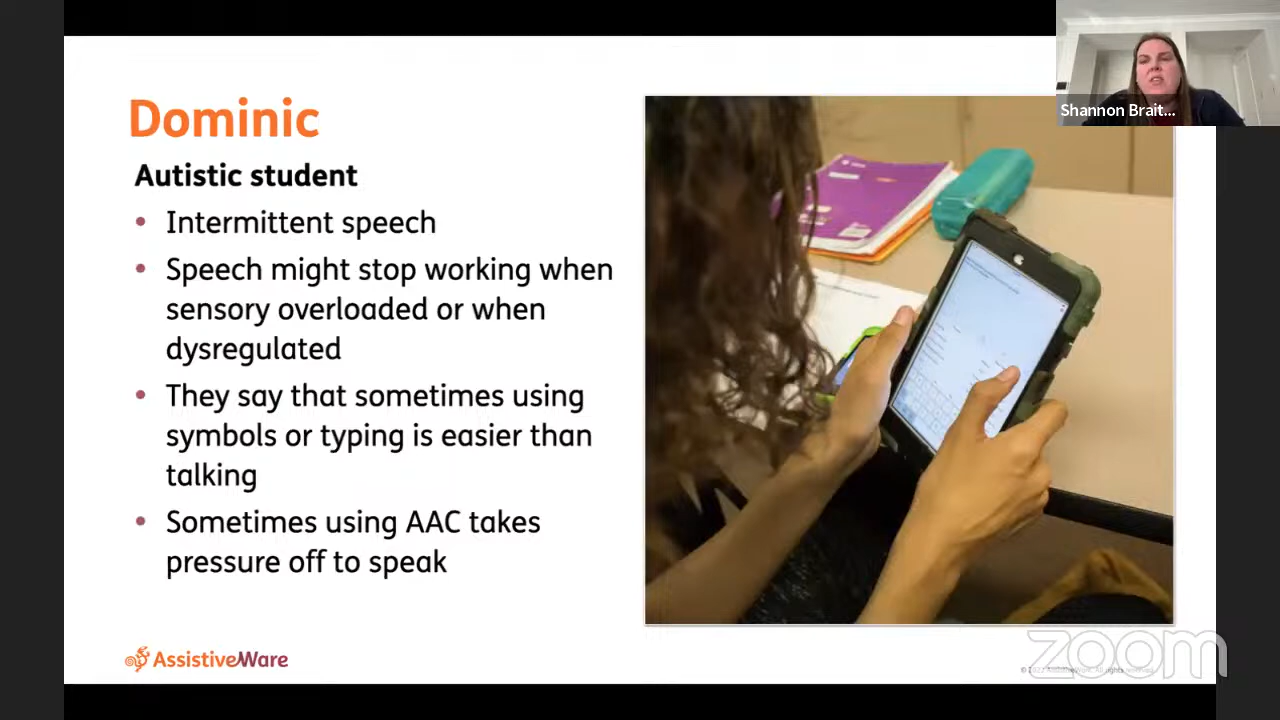 Shannon Brait...
Dominic
Autistic student
• Intermittent speech
• Speech might stop working when
sensory overloaded or when
dysregulated
• They say that sometimes using
symbols or typing is easier than
talking
• Sometimes using AAC takes
pressure off to speak
AssistiveWare
zoom